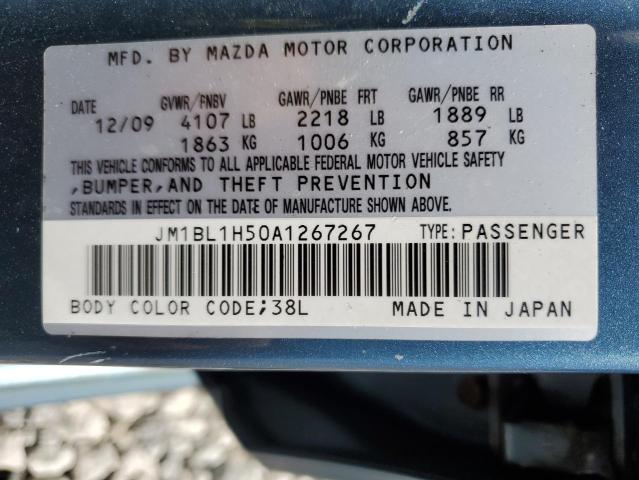 MFD. BY MAZDA MOTOR CORPORATION
DATE GVWR/PNBV GAWR/PNBE FRT GAWR/PNBE RR
12/09 4107 LB 2218 LB 1889 LB
1863 KG 1006 KG 857 KG
THIS VEHICLE CONFORMS TO ALL APPLICABLE FEDERAL MOTOR VEHICLE SAFETY
,BUMPER,AND THEFT PREVENTION
STANDARDS IN EFFECT ON THE DATE OF MANUFACTURE SHOWN ABOVE.
JM1BL1H50A1267267 TYPE:PASSENGER
BODY COLOR CODE;38L MADE IN JAPAN